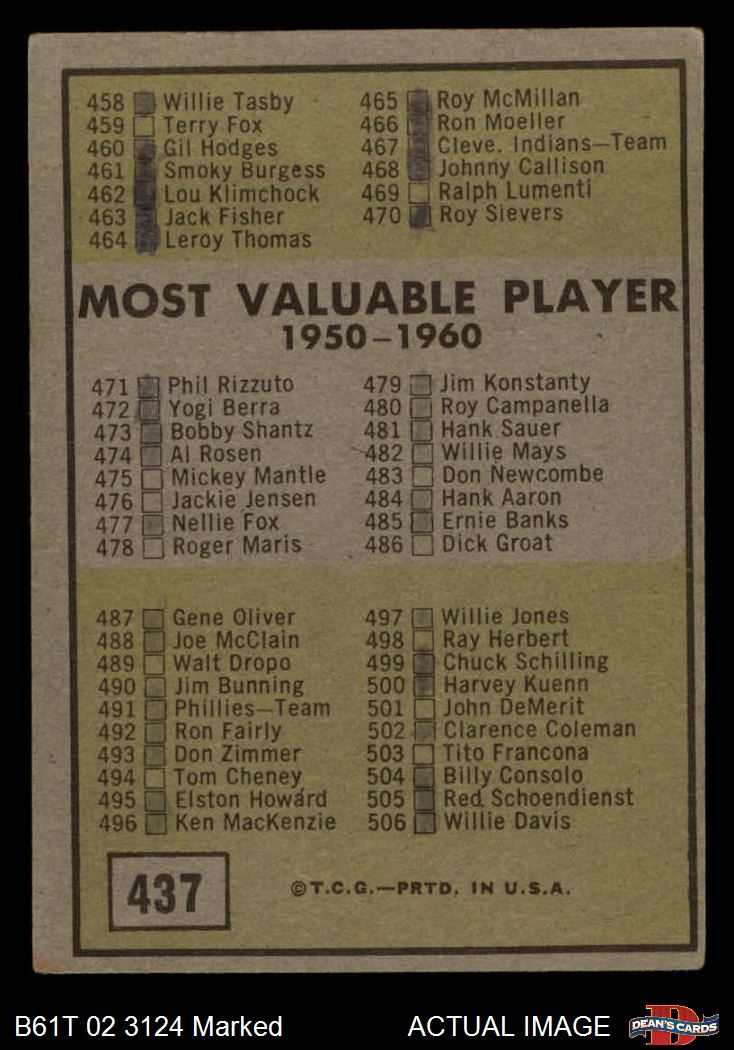 458 Willie Tasby
459 Terry Fox
460 Gil Hodges
461 Smoky Burgess
462 Lou Klimchock
463 Jack Fisher
464 Leroy Thomas
465 Roy McMillan
466 Ron Moeller
467 Cleve. Indians—Team
468 Johnny Callison
469 Ralph Lumenti
470 Roy Sievers
MOST VALUABLE PLAYER
1950–1960
471 Phil Rizzuto
472 Yogi Berra
473 Bobby Shantz
474 Al Rosen
475 Mickey Mantle
476 Jackie Jensen
477 Nellie Fox
478 Roger Maris
479 Jim Konstanty
480 Roy Campanella
481 Hank Sauer
482 Willie Mays
483 Don Newcombe
484 Hank Aaron
485 Ernie Banks
486 Dick Groat
487 Gene Oliver
488 Joe McClain
489 Walt Dropo
490 Jim Bunning
491 Phillies—Team
492 Ron Fairly
493 Don Zimmer
494 Tom Cheney
495 Elston Howard
496 Ken MacKenzie
497 Willie Jones
498 Ray Herbert
499 Chuck Schilling
500 Harvey Kuenn
501 John DeMerit
502 Clarence Coleman
503 Tito Francona
504 Billy Consolo
505 Red Schoendienst
506 Willie Davis
437
©T.C.G.—PRTD. IN U.S.A.
B61T 02 3124 Marked
ACTUAL IMAGE
DEAN'S CARDS